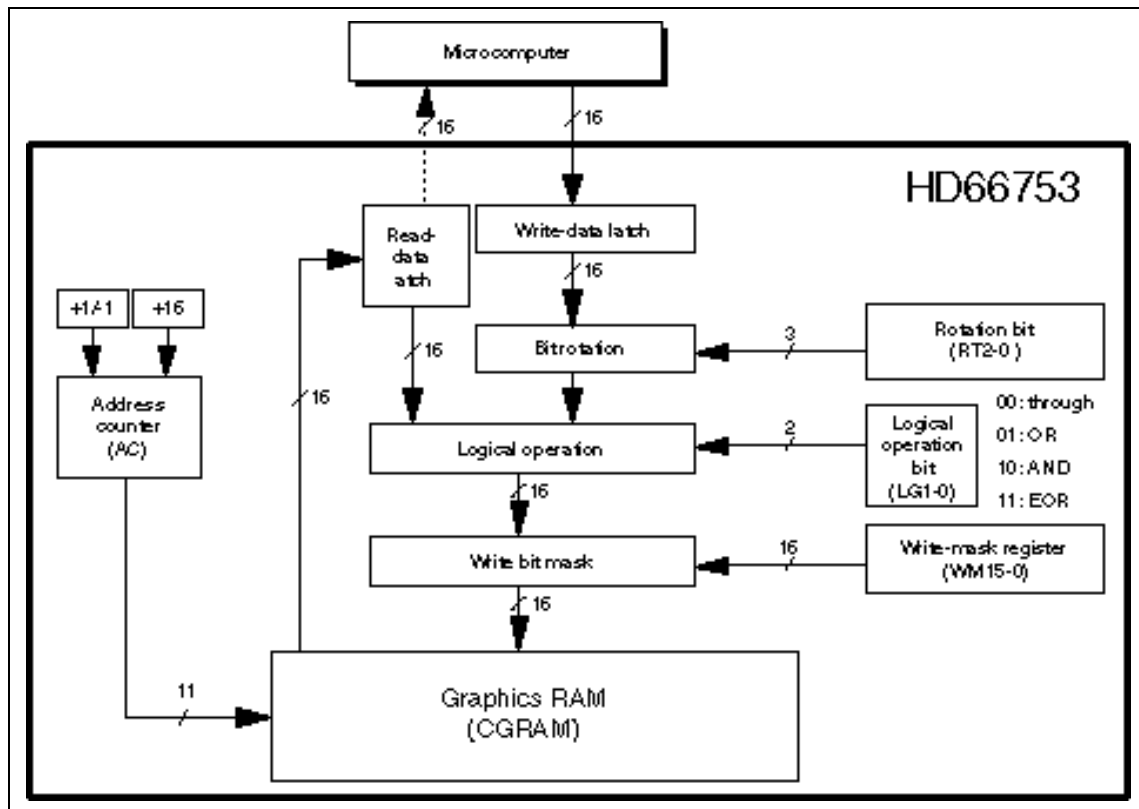 Microcomputer
16
16
HD66753
Read-
data
latch
Write-data latch
16
+1/-1
+16
Bit rotation
3
Rotation bit
(RT2-0 )
16
16
Address
counter
(AC)
Logical operation
2
Logical
operation
bit
(LG1-0)
00: through
01: OR
10: AND
11: EOR
16
Write bit mask
16
Write-mask register
(WM15-0)
16
11
Graphics RAM
(CGRAM)